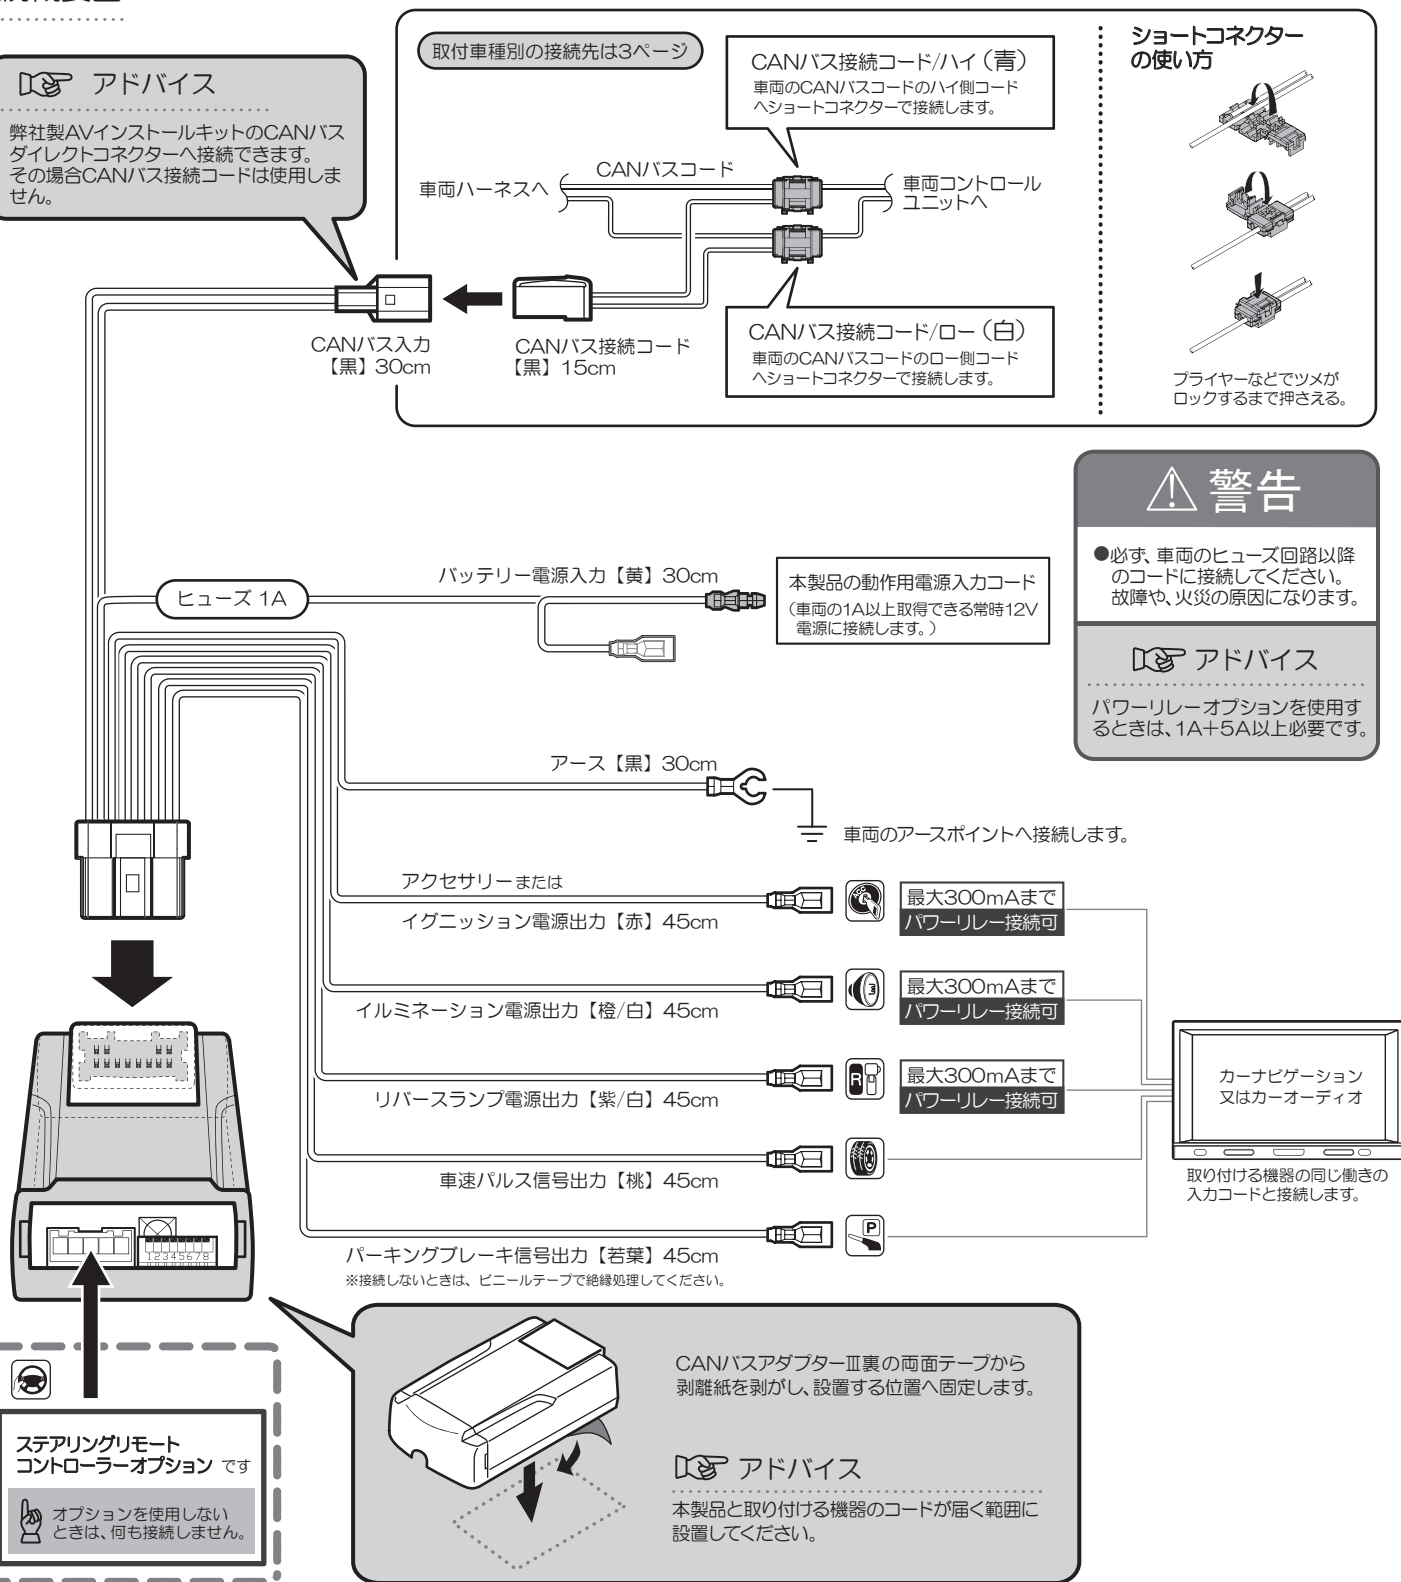 取付車種別の接続先は3ページ
アドバイス
弊社製AVインストールキットのCANバス
ダイレクトコネクターへ接続できます。
その場合CANバス接続コードは使用しま
せん。
CANバス接続コード/ハイ（青）
車両のCANバスコードのハイ側コード
へショートコネクターで接続します。
ショートコネクター
の使い方
CANバスコード
車両ハーネスへ
車両コントロール
ユニットへ
CANバス入力
【黒】30cm
CANバス接続コード
【黒】15cm
CANバス接続コード/ロー（白）
車両のCANバスコードのロー側コード
へショートコネクターで接続します。
プライヤーなどでツメが
ロックするまで押さえる。
警告
●必ず、車両のヒューズ回路以降
のコードに接続してください。
故障や、火災の原因になります。
アドバイス
パワーリレーオプションを使用す
るときは、1A＋5A以上必要です。
ヒューズ 1A
バッテリー電源入力【黄】30cm
本製品の動作用電源入力コード
（車両の1A以上取得できる常時12V
電源に接続します。）
アース【黒】30cm
車両のアースポイントへ接続します。
アクセサリーまたは
イグニッション電源出力【赤】45cm
ACC
最大300mAまで
パワーリレー接続可
イルミネーション電源出力【橙/白】45cm
最大300mAまで
パワーリレー接続可
リバースランプ電源出力【紫/白】45cm
R
最大300mAまで
パワーリレー接続可
車速パルス信号出力【桃】45cm
パーキングブレーキ信号出力【若葉】45cm
P
※接続しないときは、ビニールテープで絶縁処理してください。
カーナビゲーション
又はカーオーディオ
取り付ける機器の同じ働きの
入力コードと接続します。
12345678
ステアリングリモート
コントローラーオプション です
オプションを使用しない
ときは、何も接続しません。
CANバスアダプターⅢ裏の両面テープから
剥離紙を剥がし、設置する位置へ固定します。
アドバイス
本製品と取り付ける機器のコードが届く範囲に
設置してください。